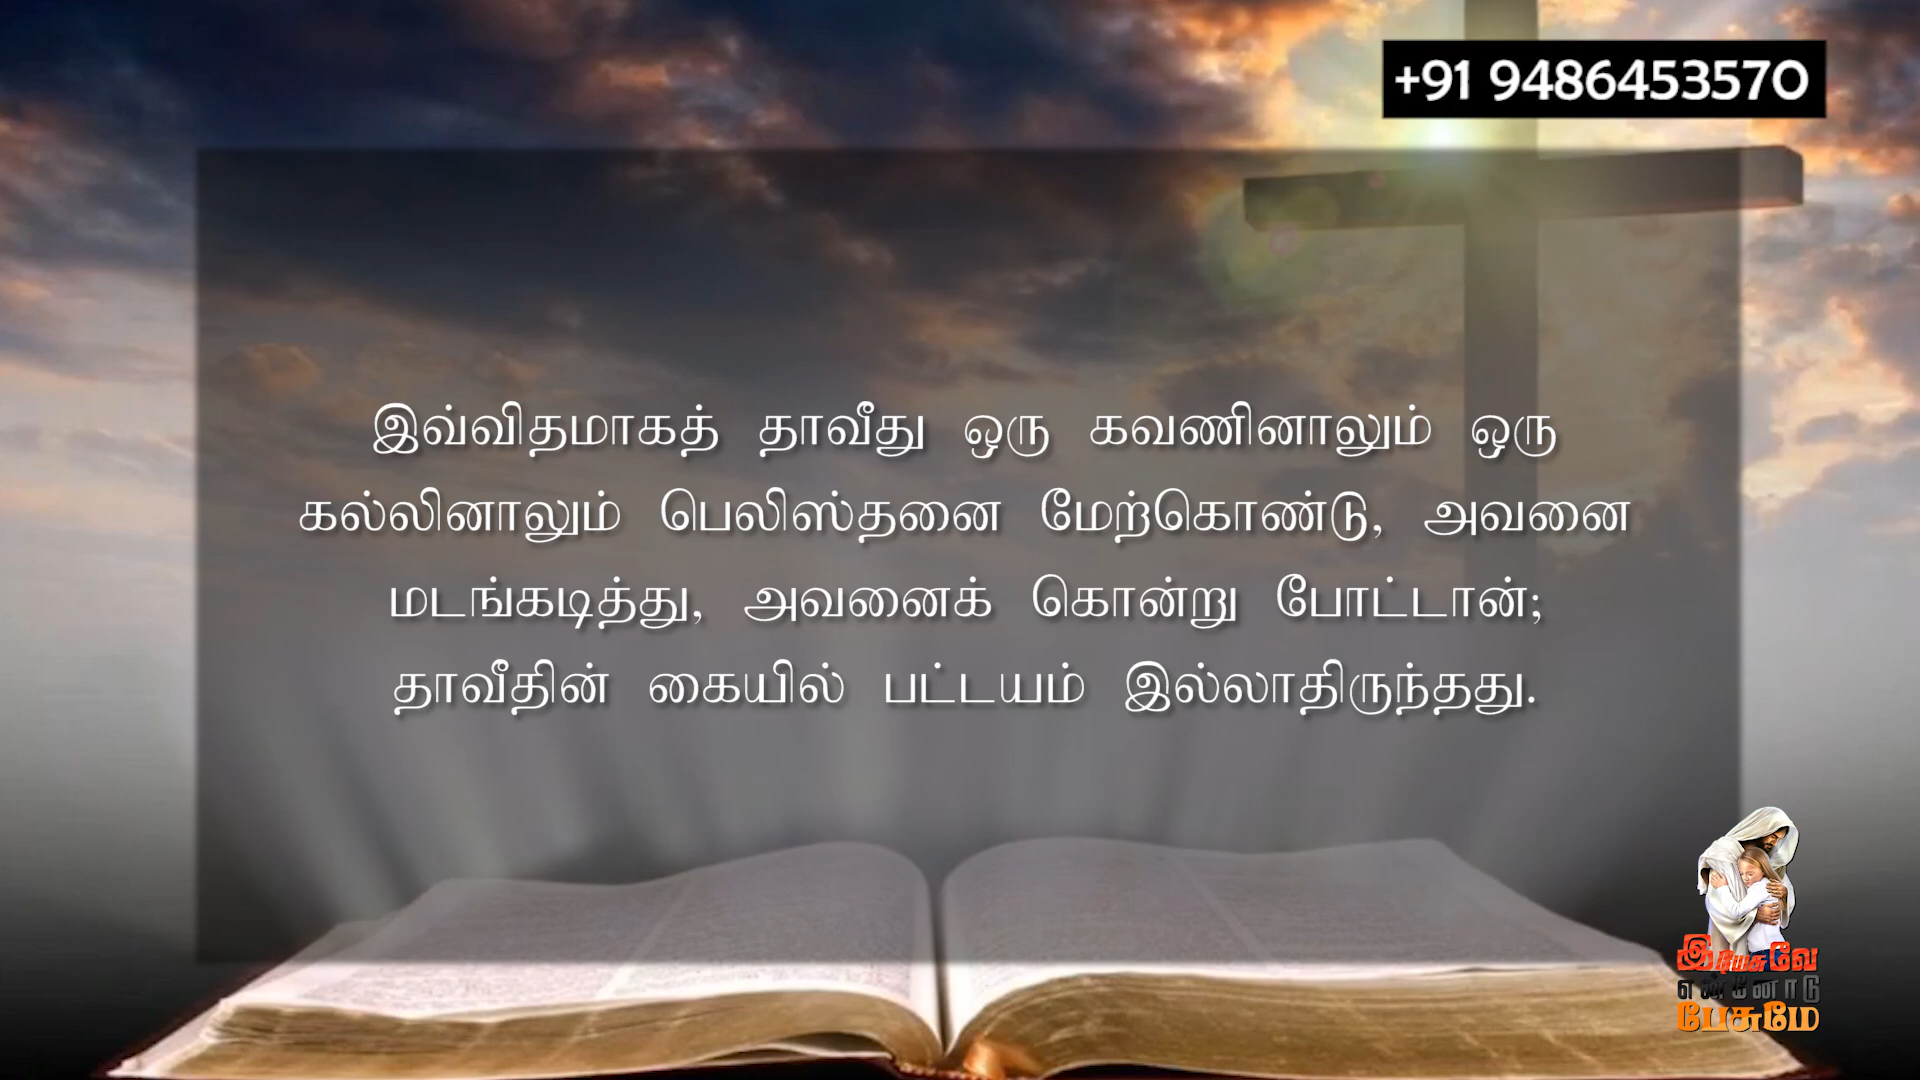 +91 9486453570
இவ்விதமாகத் தாவீது ஒரு கவணினாலும் ஒரு
கல்லினாலும் பெலிஸ்தனை மேற்கொண்டு, அவனை
மடங்கடித்து, அவனைக் கொன்று போட்டான்;
தாவீதின் கையில் பட்டயம் இல்லாதிருந்தது.
இயேசுவே
என்னோடு
பேசுமே